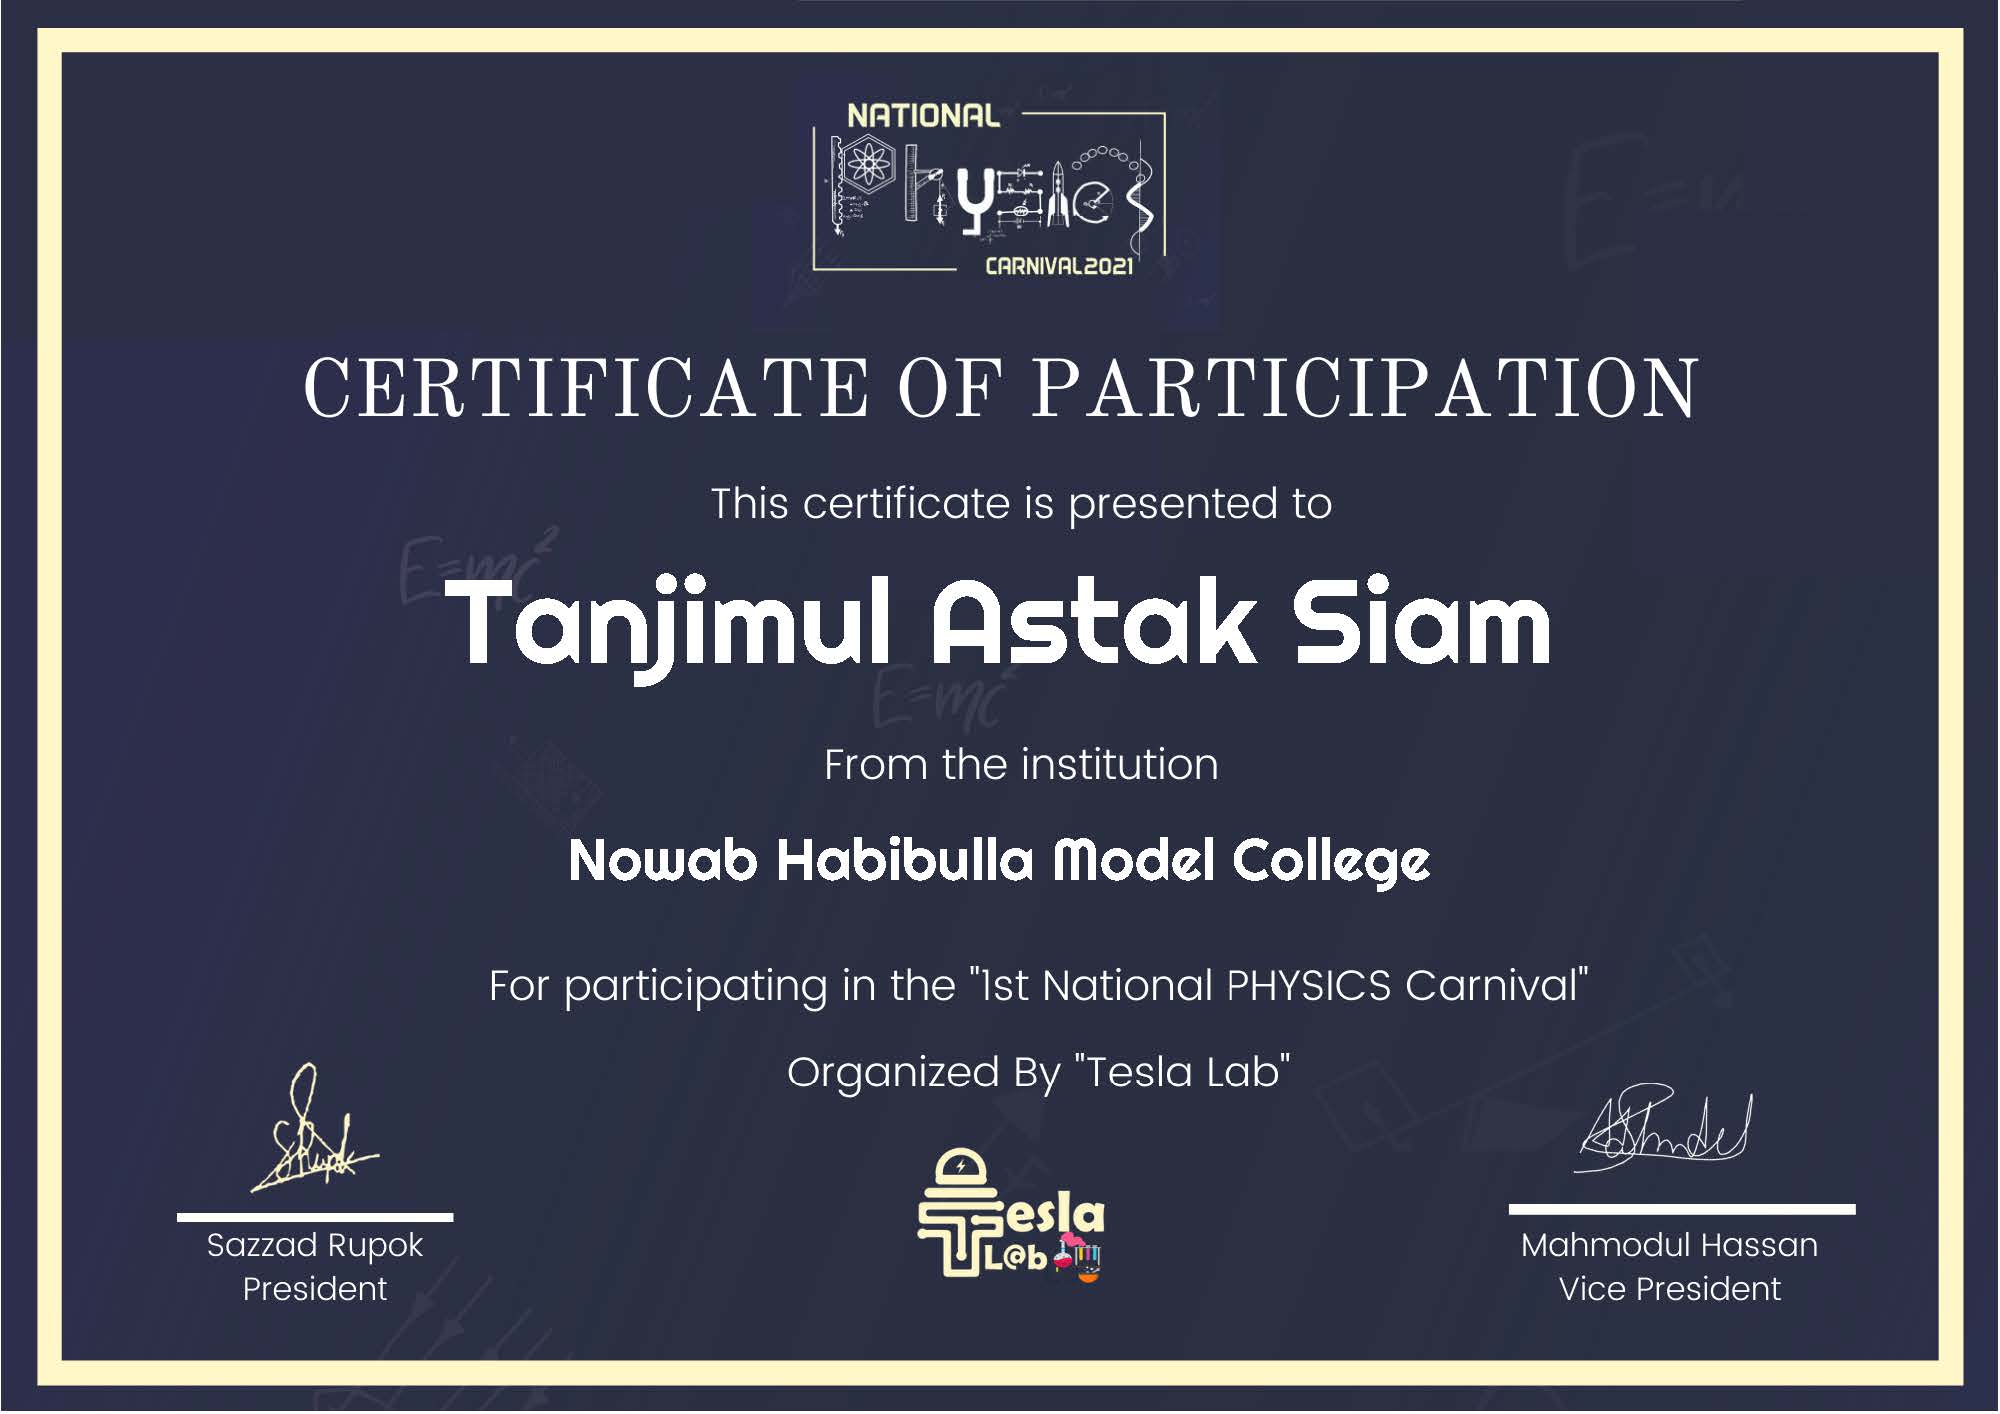 NATIONAL
Physics
CARNIVAL2021
CERTIFICATE OF PARTICIPATION
This certificate is presented to
E=mc²
Tanjimul Astak Siam
E=mc²
From the institution
Nowab Habibulla Model College
For participating in the "1st National PHYSICS Carnival"
Organized By "Tesla Lab"
Tesla
L@b
Sazzad Rupok
President
Mahmodul Hassan
Vice President